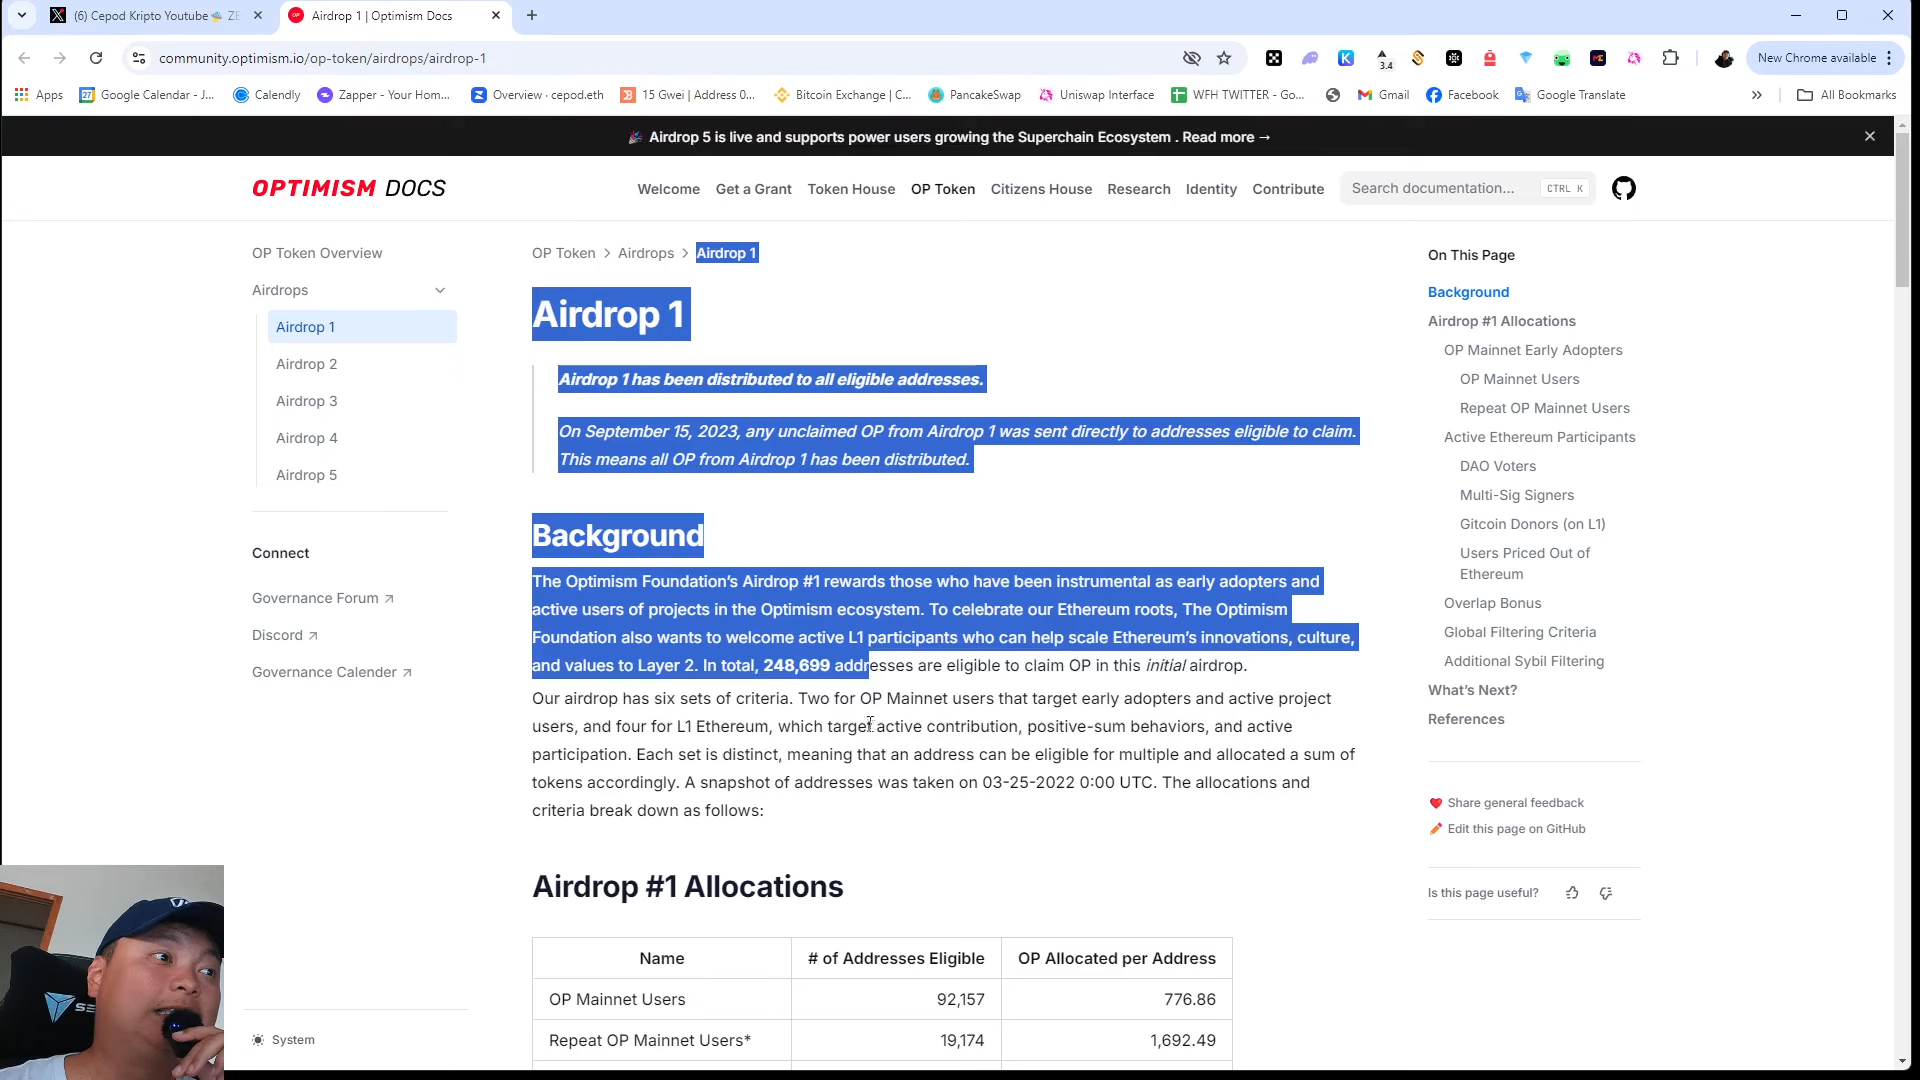 (6) Cepod Kripto Youtube
Airdrop 1 | Optimism Docs
community.optimism.io/op-token/airdrops/airdrop-1
3.4
New Chrome available
Apps
Google Calendar - J...
Calendly
Zapper - Your Hom...
Overview · cepod.eth
15 Gwei | Address 0...
Bitcoin Exchange | C...
PancakeSwap
Uniswap Interface
WFH TWITTER - Go...
Gmail
Facebook
Google Translate
All Bookmarks
Airdrop 5 is live and supports power users growing the Superchain Ecosystem . Read more →
OPTIMISM DOCS
Welcome
Get a Grant
Token House
OP Token
Citizens House
Research
Identity
Contribute
Search documentation...
CTRL K
OP Token Overview
Airdrops
Airdrop 1
Airdrop 2
Airdrop 3
Airdrop 4
Airdrop 5
Connect
Governance Forum ↗
Discord ↗
Governance Calendar ↗
System
OP Token > Airdrops > Airdrop 1
Airdrop 1
Airdrop 1 has been distributed to all eligible addresses.
On September 15, 2023, any unclaimed OP from Airdrop 1 was sent directly to addresses eligible to claim.
This means all OP from Airdrop 1 has been distributed.
Background
The Optimism Foundation's Airdrop #1 rewards those who have been instrumental as early adopters and
active users of projects in the Optimism ecosystem. To celebrate our Ethereum roots, The Optimism
Foundation also wants to welcome active L1 participants who can help scale Ethereum's innovations, culture,
and values to Layer 2. In total, 248,699 addresses are eligible to claim OP in this initial airdrop.
Our airdrop has six sets of criteria. Two for OP Mainnet users that target early adopters and active project
users, and four for L1 Ethereum, which target active contribution, positive-sum behaviors, and active
participation. Each set is distinct, meaning that an address can be eligible for multiple and allocated a sum of
tokens accordingly. A snapshot of addresses was taken on 03-25-2022 0:00 UTC. The allocations and
criteria break down as follows:
Airdrop #1 Allocations
Name # of Addresses Eligible OP Allocated per Address
OP Mainnet Users 92,157 776.86
Repeat OP Mainnet Users* 19,174 1,692.49
On This Page
Background
Airdrop #1 Allocations
OP Mainnet Early Adopters
OP Mainnet Users
Repeat OP Mainnet Users
Active Ethereum Participants
DAO Voters
Multi-Sig Signers
Gitcoin Donors (on L1)
Users Priced Out of
Ethereum
Overlap Bonus
Global Filtering Criteria
Additional Sybil Filtering
What's Next?
References
Share general feedback
Edit this page on GitHub
Is this page useful?